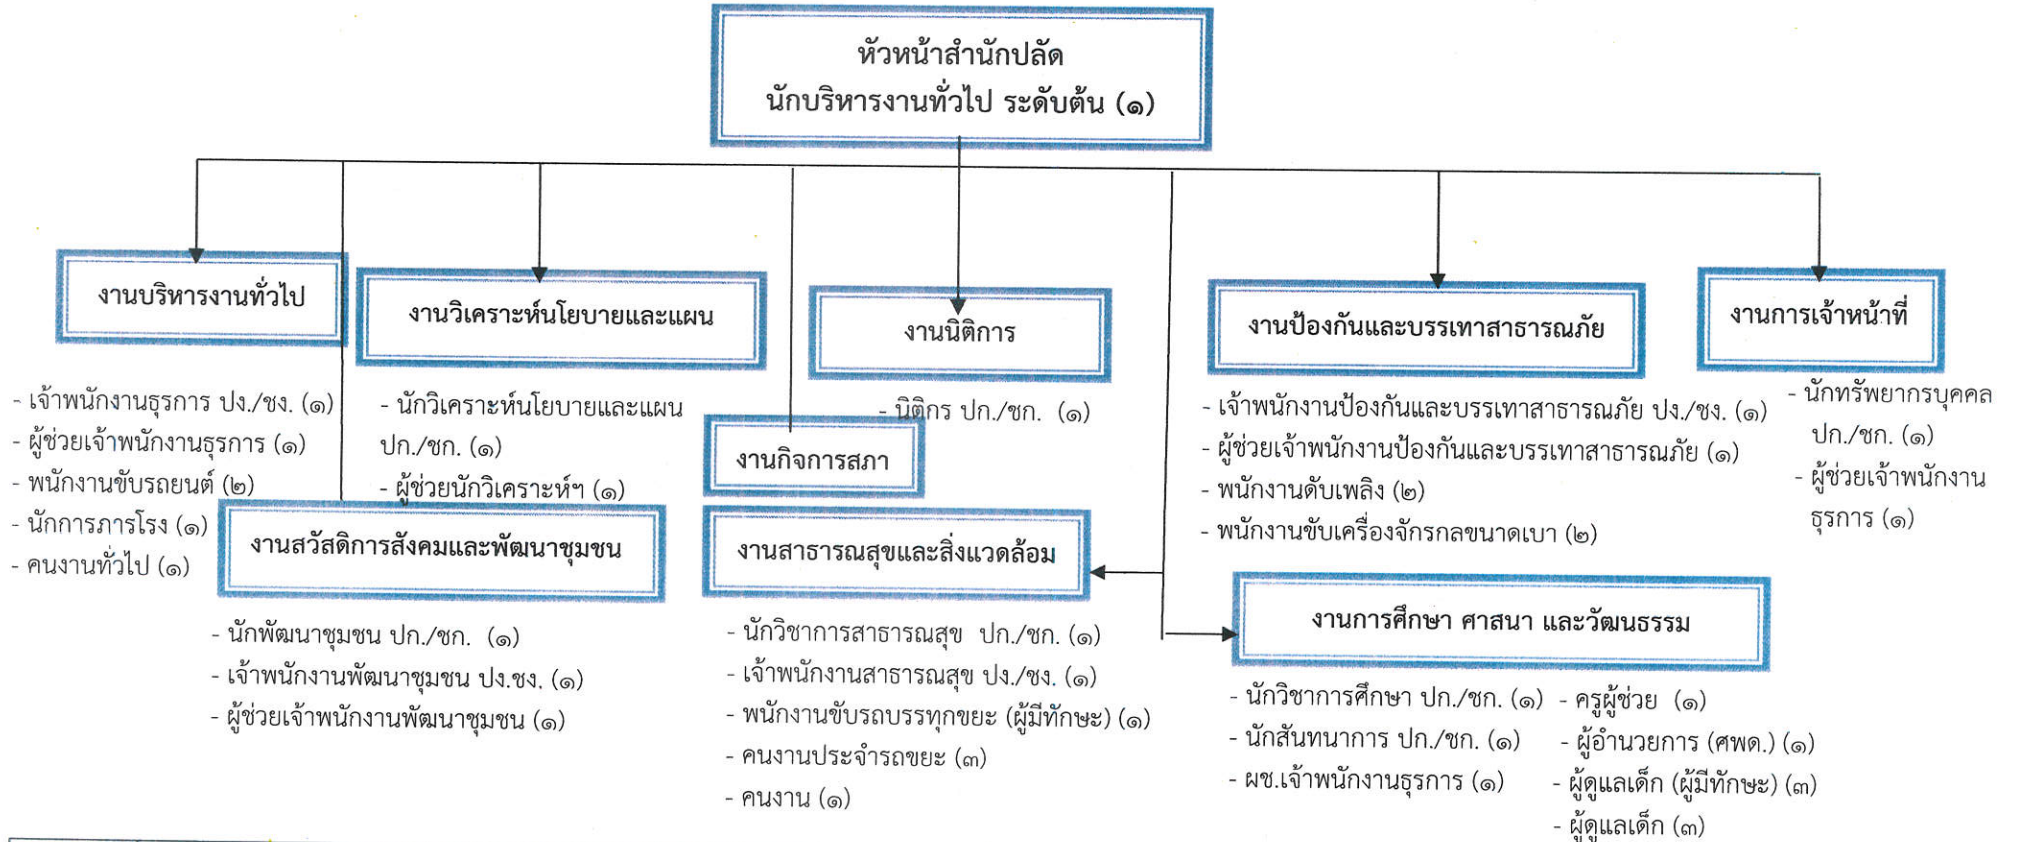 หัวหน้าสำนักปลัด
นักบริหารงานทั่วไป ระดับต้น (๑)
งานบริหารงานทั่วไป
- เจ้าพนักงานธุรการ ปง./ชง. (๑)
- ผู้ช่วยเจ้าพนักงานธุรการ (๑)
- พนักงานขับรถยนต์ (๒)
- นักการภารโรง (๑)
- คนงานทั่วไป (๑)
งานวิเคราะห์นโยบายและแผน
- นักวิเคราะห์นโยบายและแผน
ปก./ชก. (๑)
- ผู้ช่วยนักวิเคราะห์ฯ (๑)
งานนิติการ
- นิติกร ปก./ชก. (๑)
งานป้องกันและบรรเทาสาธารณภัย
- เจ้าพนักงานป้องกันและบรรเทาสาธารณภัย ปง./ชง. (๑)
- ผู้ช่วยเจ้าพนักงานป้องกันและบรรเทาสาธารณภัย (๑)
- พนักงานดับเพลิง (๒)
- พนักงานขับเครื่องจักรกลขนาดเบา (๒)
งานการเจ้าหน้าที่
- นักทรัพยากรบุคคล
ปก./ชก. (๑)
- ผู้ช่วยเจ้าพนักงาน
ธุรการ (๑)
งานกิจการสภา
งานสวัสดิการสังคมและพัฒนาชุมชน
- นักพัฒนาชุมชน ปก./ชก. (๑)
- เจ้าพนักงานพัฒนาชุมชน ปง.ชง. (๑)
- ผู้ช่วยเจ้าพนักงานพัฒนาชุมชน (๑)
งานสาธารณสุขและสิ่งแวดล้อม
- นักวิชาการสาธารณสุข ปก./ชก. (๑)
- เจ้าพนักงานสาธารณสุข ปง./ชง. (๑)
- พนักงานขับรถบรรทุกขยะ (ผู้มีทักษะ) (๑)
- คนงานประจำรถขยะ (๓)
- คนงาน (๑)
งานการศึกษา ศาสนา และวัฒนธรรม
- นักวิชาการศึกษา ปก./ชก. (๑)
- นักสันทนาการ ปก./ชก. (๑)
- ผช.เจ้าพนักงานธุรการ (๑)
- ครูผู้ช่วย (๑)
- ผู้อำนวยการ (ศพด.) (๑)
- ผู้ดูแลเด็ก (ผู้มีทักษะ) (๓)
- ผู้ดูแลเด็ก (๓)